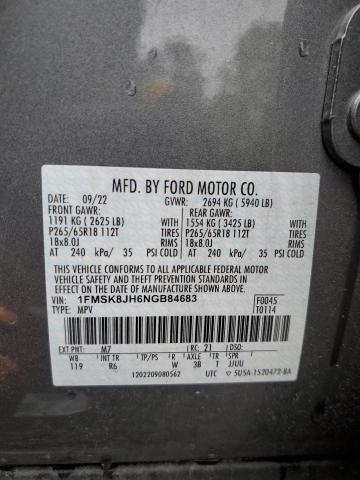 MFD. BY FORD MOTOR CO.
DATE: 09/22 GVWR: 2694 KG ( 5940 LB)
FRONT GAWR: REAR GAWR:
1191 KG ( 2625 LB) WITH 1554 KG ( 3425 LB) WITH
P265/65R18 112T TIRES P265/65R18 112T TIRES
18x8.0J RIMS 18x8.0J RIMS
AT 240 kPa/ 35 PSI COLD AT 240 kPa/ 35 PSI COLD
THIS VEHICLE CONFORMS TO ALL APPLICABLE FEDERAL MOTOR
VEHICLE SAFETY AND THEFT PREVENTION STANDARDS IN EFFECT
ON THE DATE OF MANUFACTURE SHOWN ABOVE.
VIN: 1FMSK8JH6NGB84683 F0045
TYPE: MPV IT0114
EXT PNT: M7 RC: 21 DSO:
WB INT TR TP/PS R AXLE TR SPR
119 R6 W 3B T JJUU
1202209080562 UTC 5U5A-1520472-BA